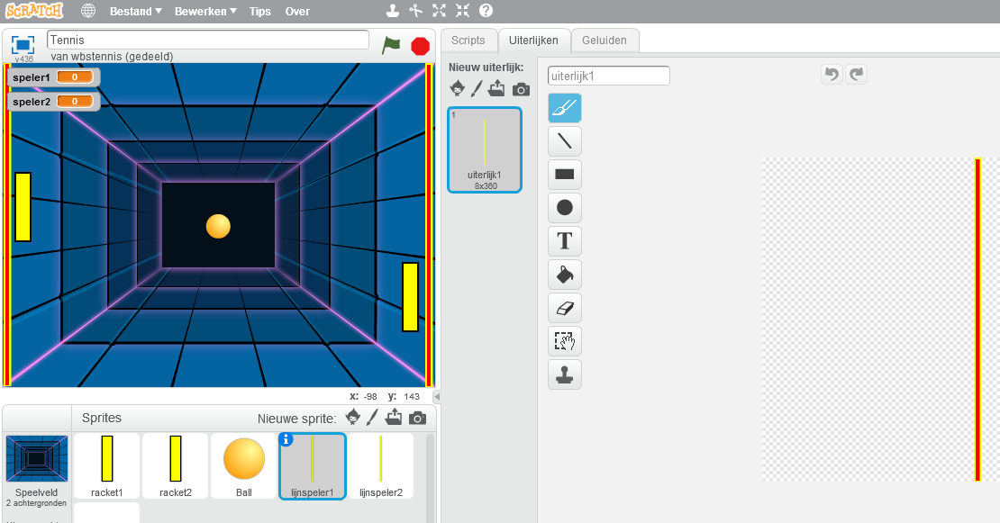 SCRATCH
Bestand Bewerken Tips Over
Tennis
van wbstennis (gedeeld)
v436
speler1 0
speler2 0
x: -98 y: 143
Sprites
Nieuwe sprite:
Speelveld
2 achtergronden
racket1
racket2
Ball
lijnspeler1
lijnspeler2
Scripts Uiterlijken Geluiden
Nieuw uiterlijk:
1
uiterlijk1
8x360
uiterlijk1
T